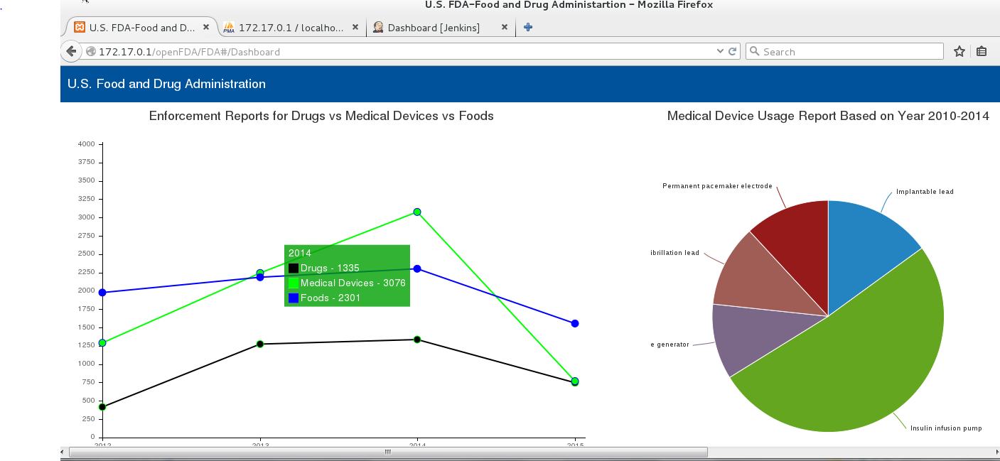 U.S. FDA-Food and Drug Administartion - Mozilla Firefox
U.S. FDA-Food and D...
PMA
172.17.0.1 / localho...
Dashboard [Jenkins]
172.17.0.1/openFDA/FDA#/Dashboard
Search
U.S. Food and Drug Administration
Enforcement Reports for Drugs vs Medical Devices vs Foods
4000
3750
3500
3250
3000
2750
2500
2250
2000
1750
1500
1250
1000
750
500
250
0
2012
2013
2014
2015
2014
Drugs - 1335
Medical Devices - 3076
Foods - 2301
Medical Device Usage Report Based on Year 2010-2014
Permanent pacemaker electrode
Implantable lead
ibrillation lead
e generator
Insulin infusion pump